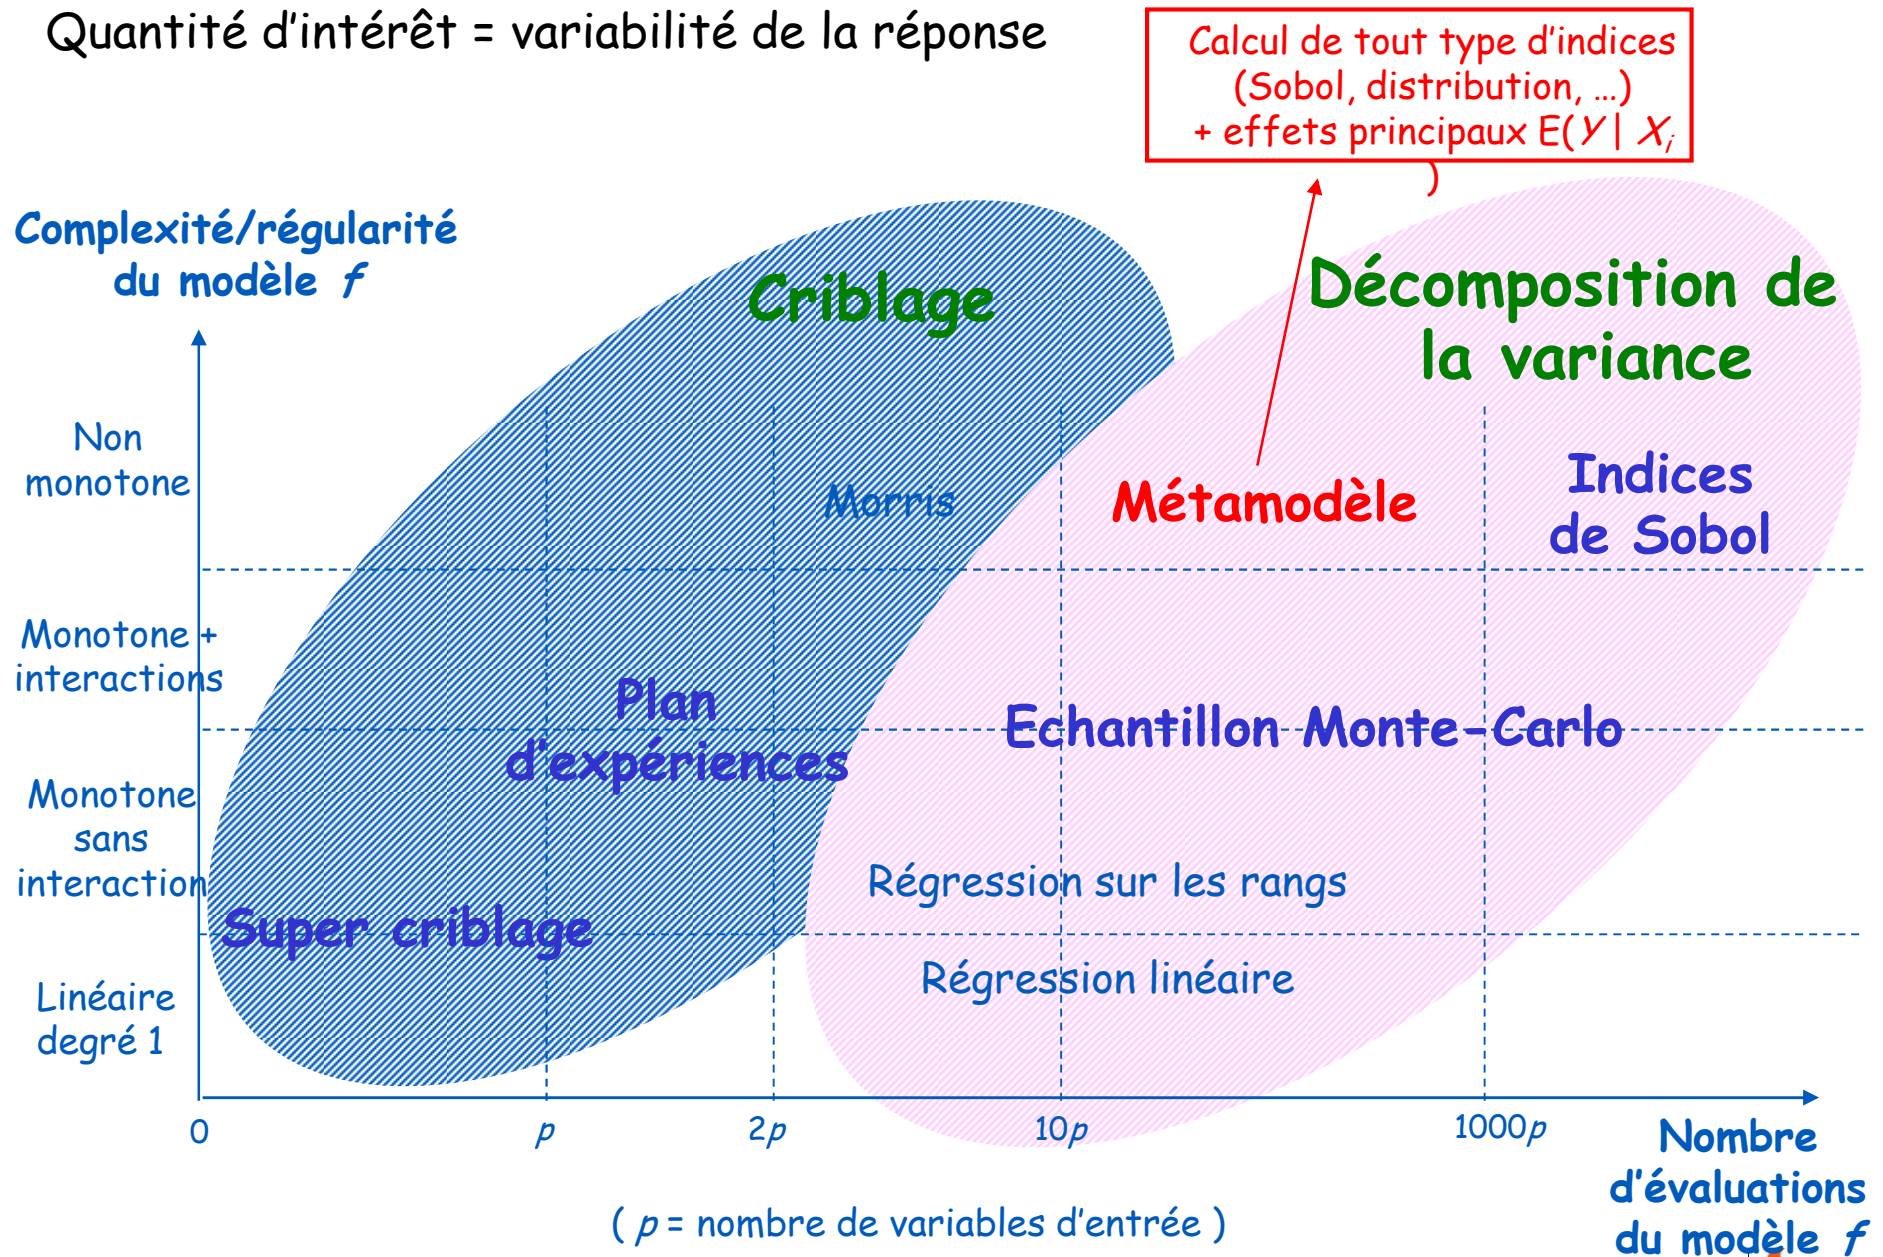 Quantité d'intérêt = variabilité de la réponse
Calcul de tout type d'indices
(Sobol, distribution, …)
+ effets principaux E(Y | Xi
)
Complexité/régularité
du modèle f
Criblage
Décomposition de
la variance
Non
monotone
Morris
Métamodèle
Indices
de Sobol
Monotone +
interactions
Plan
d'expériences
Echantillon Monte-Carlo
Monotone
sans
interaction
Régression sur les rangs
Super criblage
Régression linéaire
Linéaire
degré 1
0
p
2p
10p
1000p
Nombre
d'évaluations
du modèle f
( p = nombre de variables d'entrée )